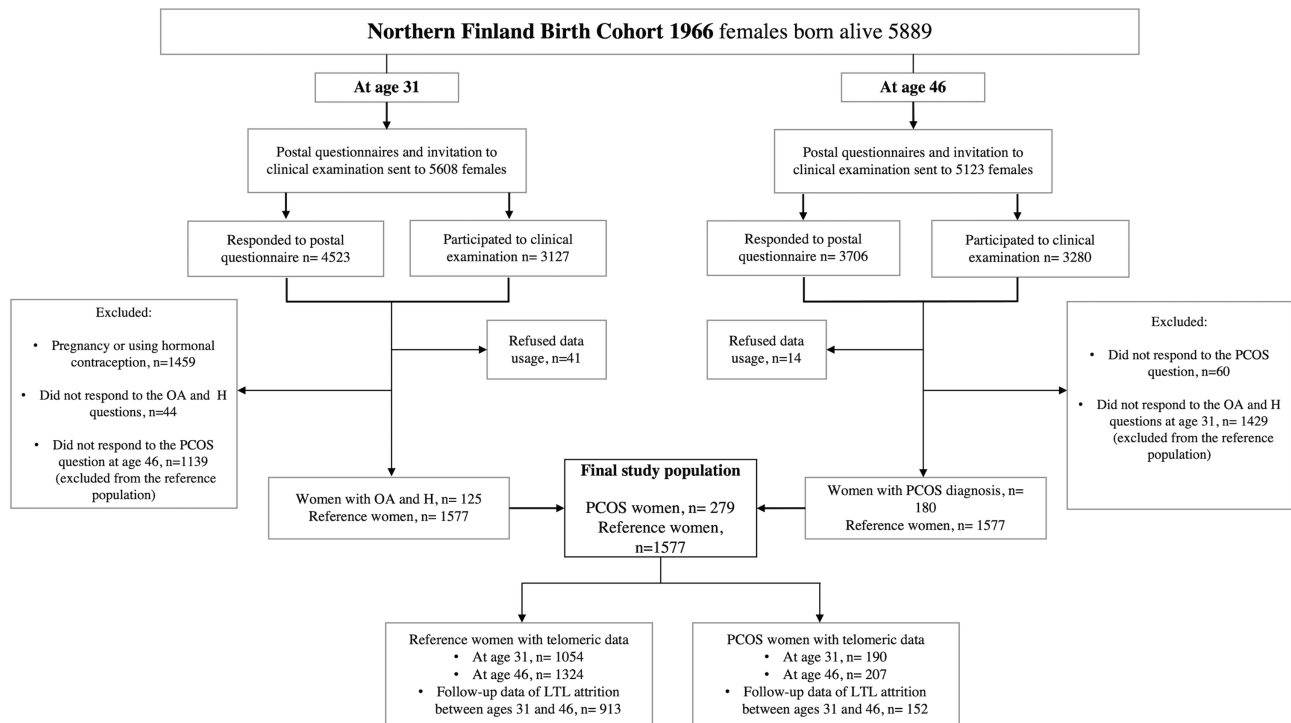 Northern Finland Birth Cohort 1966 females born alive 5889
At age 31
At age 46
Postal questionnaires and invitation to
clinical examination sent to 5608 females
Postal questionnaires and invitation to
clinical examination sent to 5123 females
Responded to postal
questionnaire n= 4523
Participated to clinical
examination n= 3127
Responded to postal
questionnaire n= 3706
Participated to clinical
examination n= 3280
Excluded:
• Pregnancy or using hormonal
contraception, n=1459
• Did not respond to the OA and H
questions, n=44
• Did not respond to the PCOS
question at age 46, n=1139
(excluded from the reference
population)
Refused data
usage, n=41
Refused data
usage, n=14
Excluded:
• Did not respond to the PCOS
question, n=60
• Did not respond to the OA and H
questions at age 31, n= 1429
(excluded from the reference
population)
Women with OA and H, n= 125
Reference women, n= 1577
Final study population
PCOS women, n= 279
Reference women,
n=1577
Women with PCOS diagnosis, n=
180
Reference women, n= 1577
Reference women with telomeric data
• At age 31, n= 1054
• At age 46, n= 1324
• Follow-up data of LTL attrition
between ages 31 and 46, n= 913
PCOS women with telomeric data
• At age 31, n= 190
• At age 46, n= 207
• Follow-up data of LTL attrition
between ages 31 and 46, n= 152